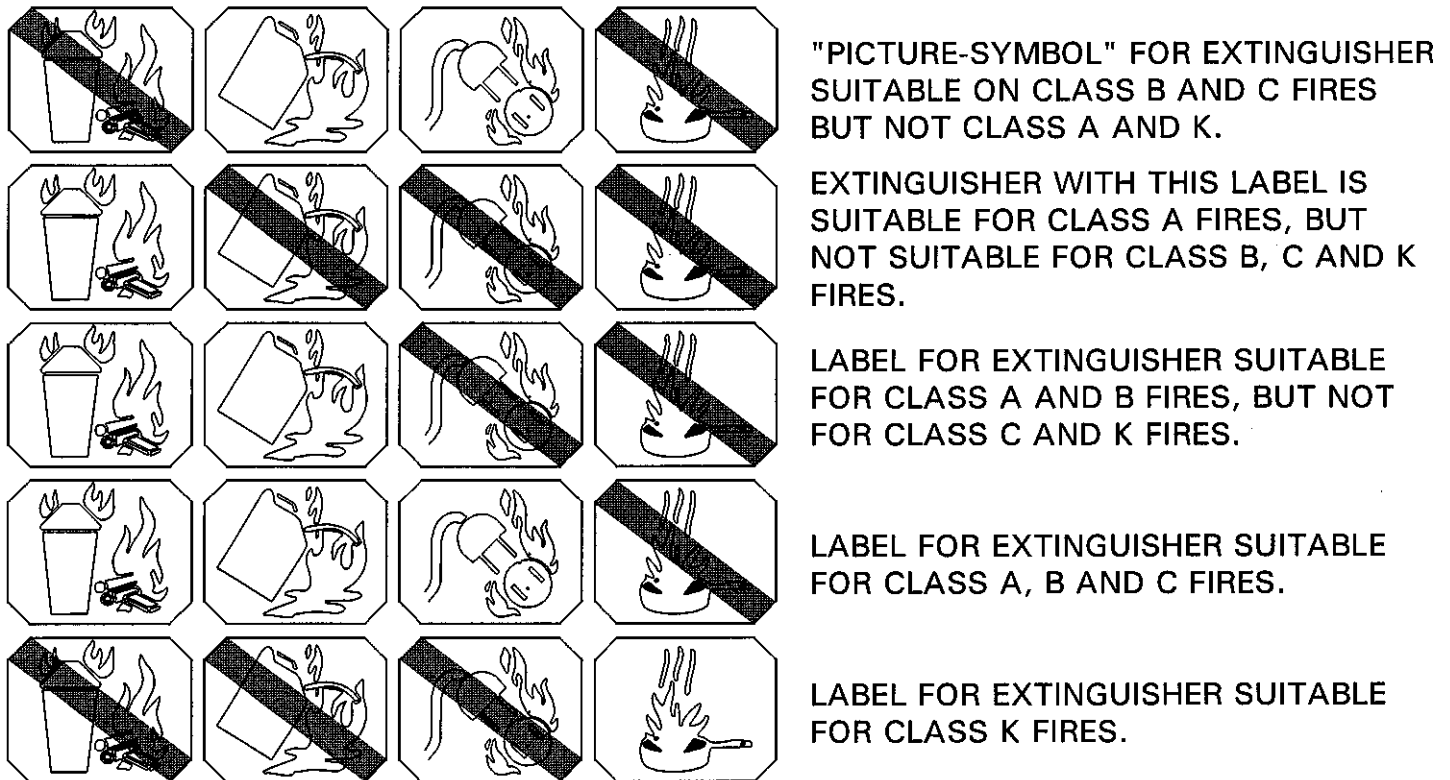 "PICTURE-SYMBOL" FOR EXTINGUISHER
SUITABLE ON CLASS B AND C FIRES
BUT NOT CLASS A AND K.
EXTINGUISHER WITH THIS LABEL IS
SUITABLE FOR CLASS A FIRES, BUT
NOT SUITABLE FOR CLASS B, C AND K
FIRES.
LABEL FOR EXTINGUISHER SUITABLE
FOR CLASS A AND B FIRES, BUT NOT
FOR CLASS C AND K FIRES.
LABEL FOR EXTINGUISHER SUITABLE
FOR CLASS A, B AND C FIRES.
LABEL FOR EXTINGUISHER SUITABLE
FOR CLASS K FIRES.